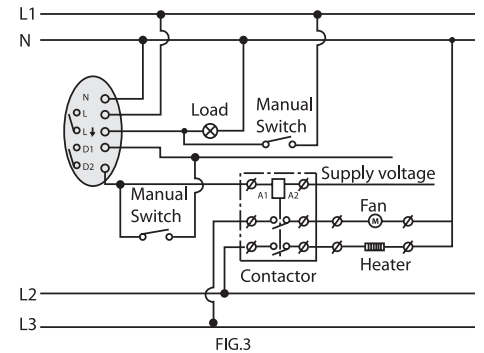 L1
N
N
L
L
D1
D2
Load
Manual
Switch
Manual
Switch
A1
A2
Supply voltage
Fan
M
Heater
Contactor
L2
L3
FIG.3